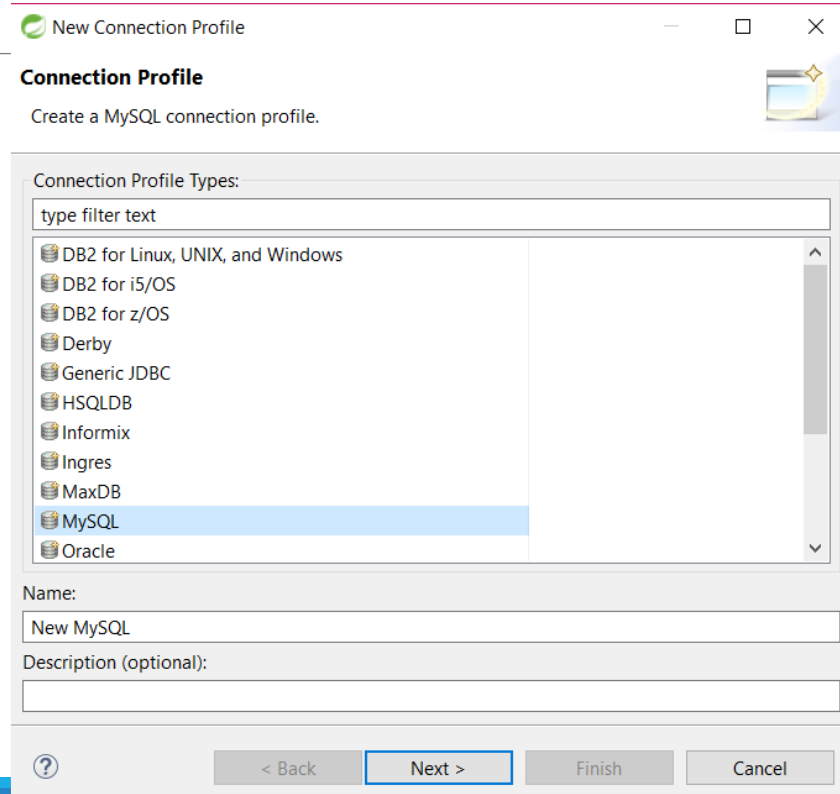 New Connection Profile
Connection Profile
Create a MySQL connection profile.
Connection Profile Types:
type filter text
DB2 for Linux, UNIX, and Windows
DB2 for i5/OS
DB2 for z/OS
Derby
Generic JDBC
HSQLDB
Informix
Ingres
MaxDB
MySQL
Oracle
Name:
New MySQL
Description (optional):
? < Back Next > Finish Cancel